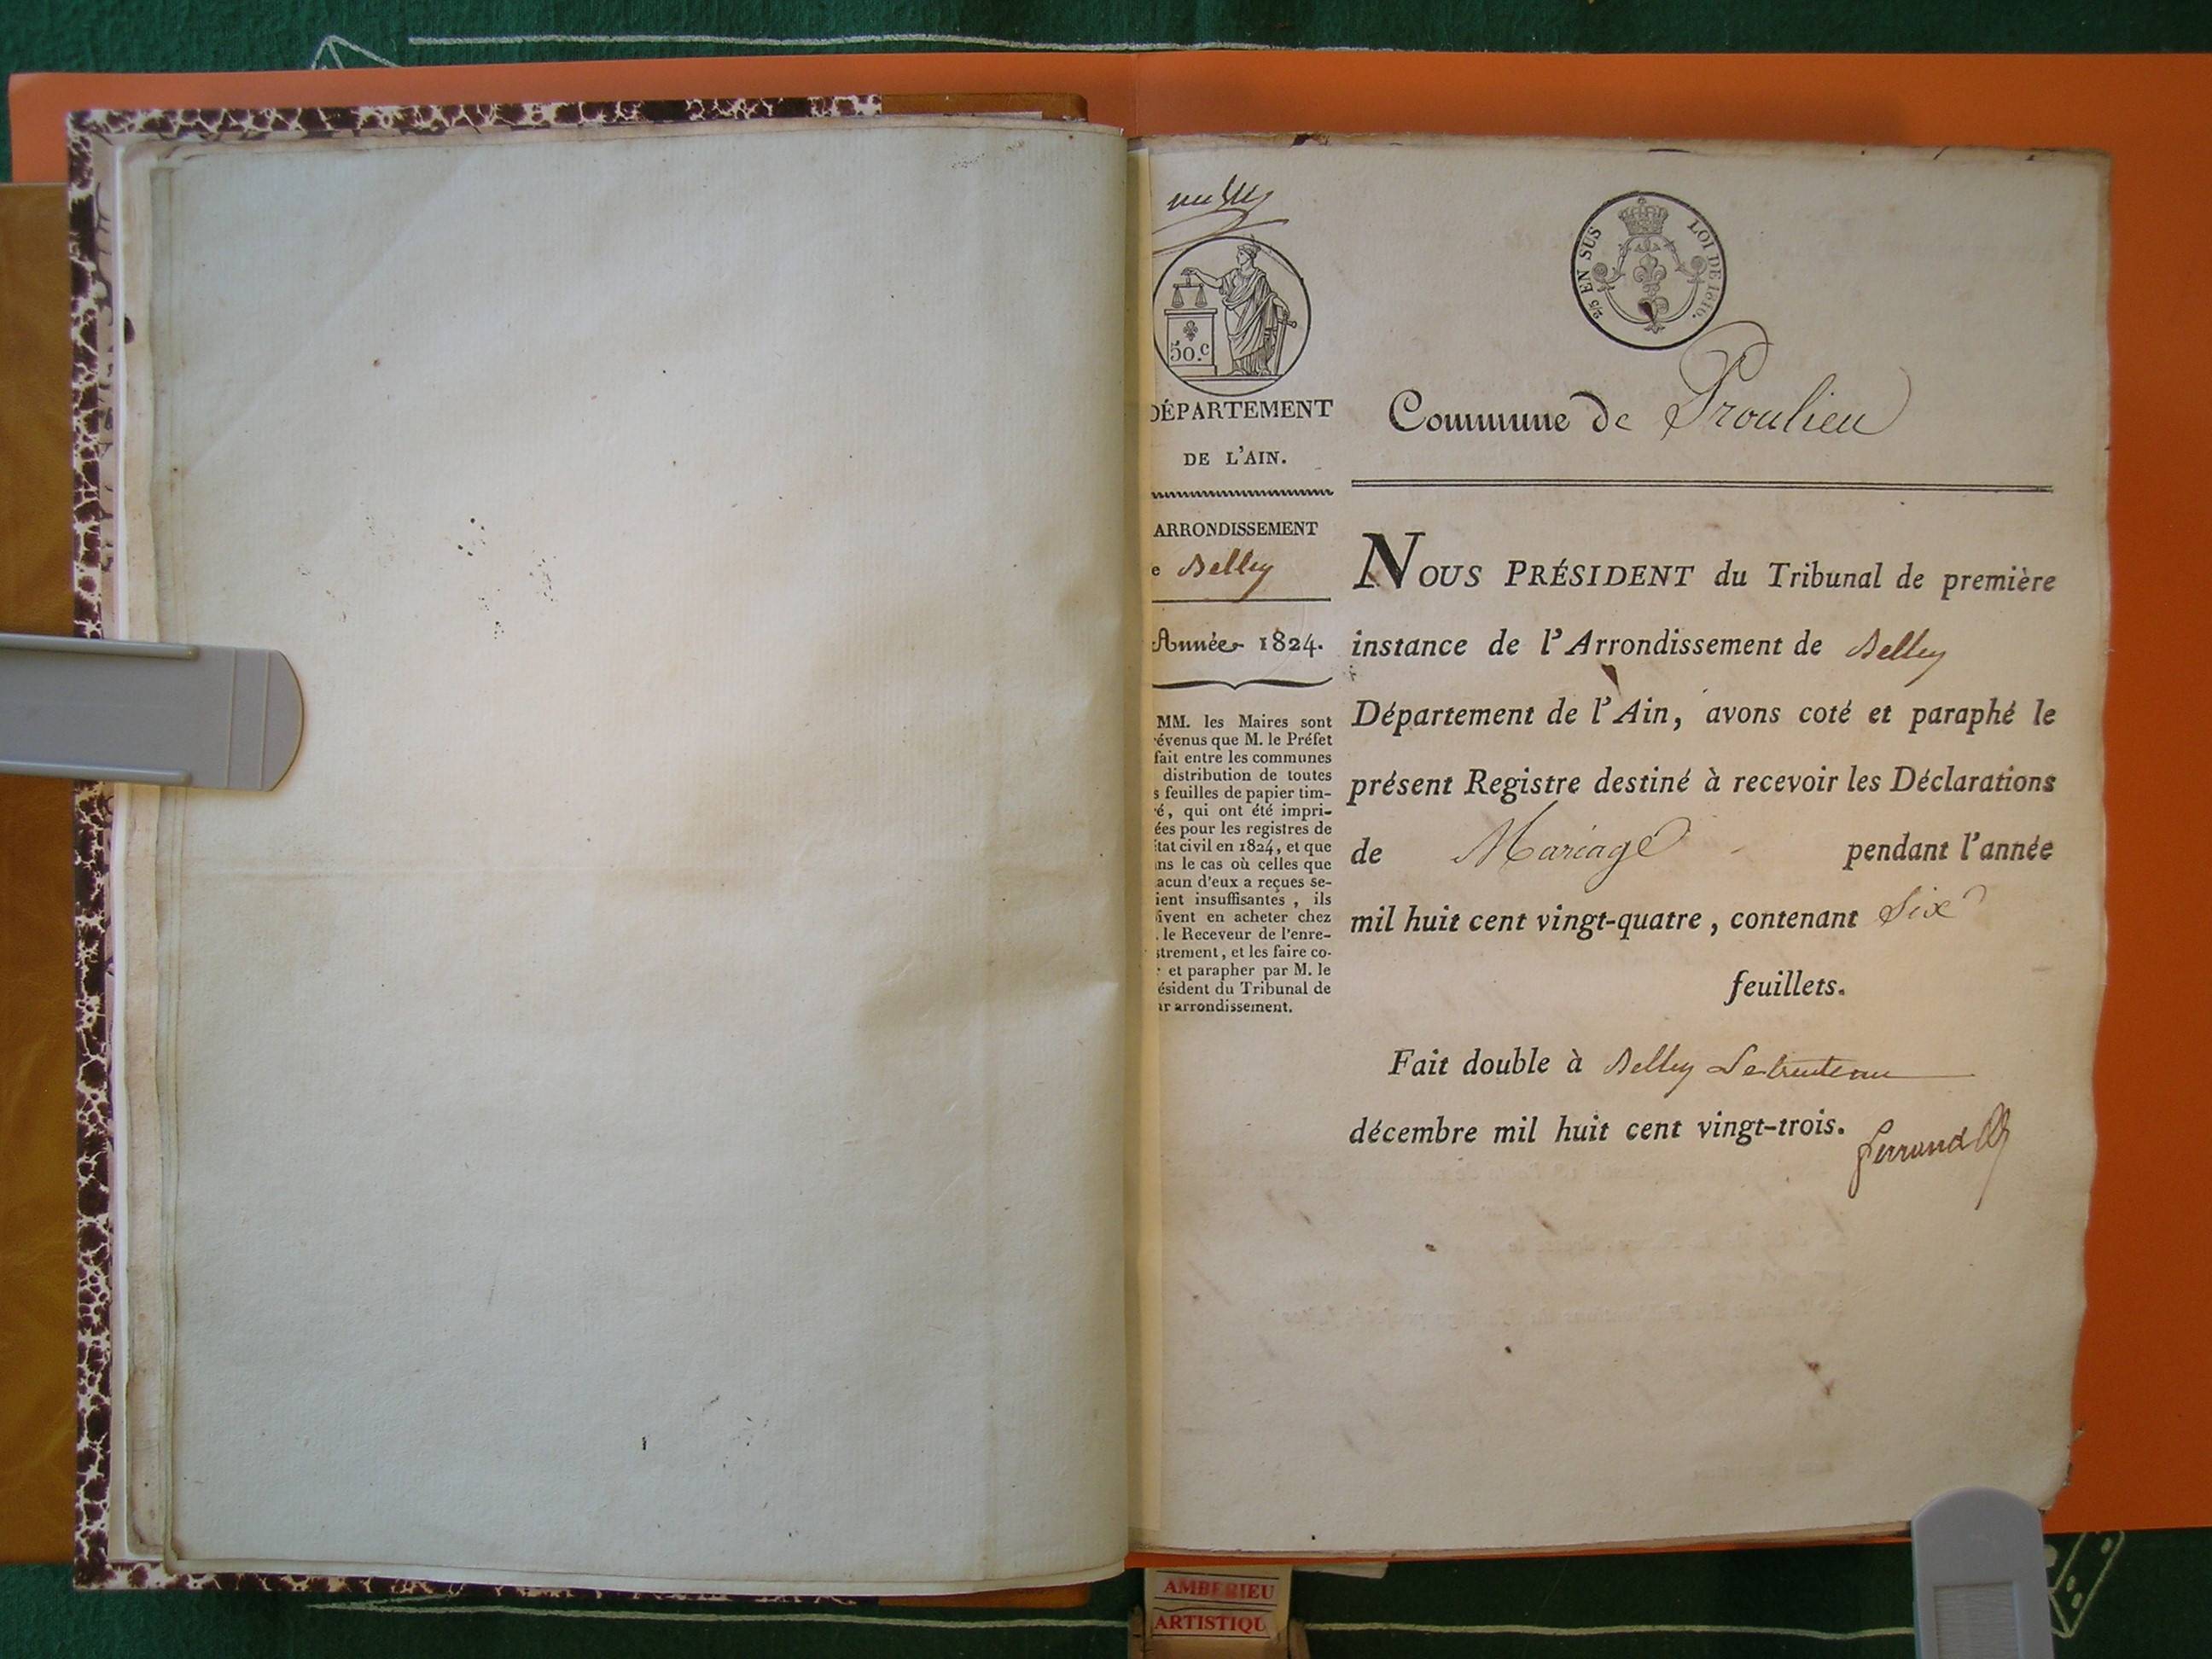 2/5 EN SUS LOI DE 1816.
50.c
DÉPARTEMENT
DE L'AIN.
ARRONDISSEMENT
e Belley
Année 1824.
MM. les Maires sont
évenus que M. le Préfet
fait entre les communes
distribution de toutes
s feuilles de papier tim-
é, qui ont été impri-
ées pour les registres de
état civil en 1824, et que
ns le cas où celles que
acun d'eux a reçues se-
ient insuffisantes, ils
ivent en acheter chez
. le Receveur de l'enre-
strement, et les faire co-
r et parapher par M. le
ésident du Tribunal de
ur arrondissement.
Commune de Proulieu
NOUS PRÉSIDENT du Tribunal de première
instance de l'Arrondissement de Belley
Département de l'Ain, avons coté et paraphé le
présent Registre destiné à recevoir les Déclarations
de Mariage pendant l'année
mil huit cent vingt-quatre, contenant Six
feuillets.
Fait double à Belley Le trente un
décembre mil huit cent vingt-trois.
Ferrand
AMBERIEU
ARTISTIQU